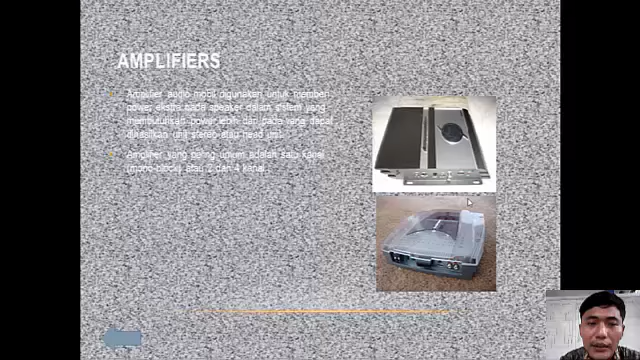 AMPLIFIERS
Amplifier audio mobil digunakan untuk memberi
power ekstra pada speaker dalam sistem yang
membutuhkan power lebih dari pada yang dapat
dihasilkan unit stereo atau head unit.
Amplifier yang paling umum adalah satu kanal
(mono-block) atau 2 dan 4 kanal